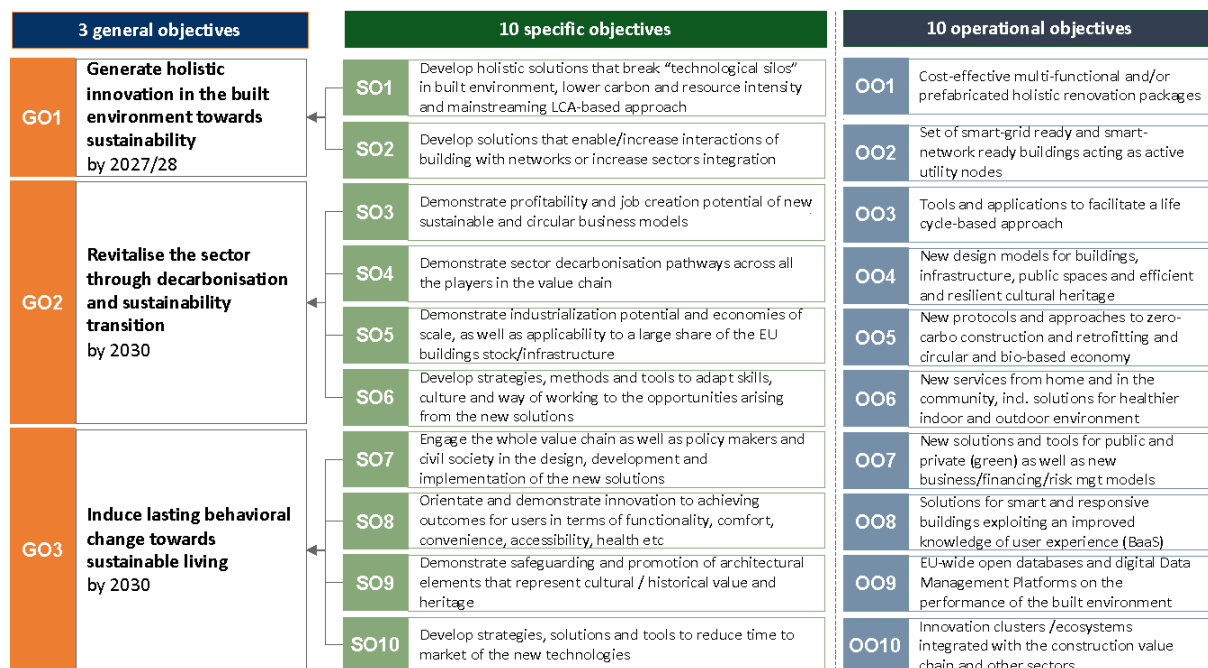 3 general objectives
GO1
Generate holistic
innovation in the built
environment towards
sustainability
by 2027/28
GO2
Revitalise the sector
through decarbonisation
and sustainability
transition
by 2030
GO3
Induce lasting behavioral
change towards
sustainable living
by 2030
10 specific objectives
SO1
Develop holistic solutions that break “technological silos”
in built environment, lower carbon and resource intensity
and mainstreaming LCA-based approach
SO2
Develop solutions that enable/increase interactions of
building with networks or increase sectors integration
SO3
Demonstrate profitability and job creation potential of new
sustainable and circular business models
SO4
Demonstrate sector decarbonisation pathways across all
the players in the value chain
SO5
Demonstrate industrialization potential and economies of
scale, as well as applicability to a large share of the EU
buildings stock/infrastructure
SO6
Develop strategies, methods and tools to adapt skills,
culture and way of working to the opportunities arising
from the new solutions
SO7
Engage the whole value chain as well as policy makers and
civil society in the design, development and
implementation of the new solutions
SO8
Orientate and demonstrate innovation to achieving
outcomes for users in terms of functionality, comfort,
convenience, accessibility, health etc
SO9
Demonstrate safeguarding and promotion of architectural
elements that represent cultural / historical value and
heritage
SO10
Develop strategies, solutions and tools to reduce time to
market of the new technologies
10 operational objectives
OO1
Cost-effective multi-functional and/or
prefabricated holistic renovation packages
OO2
Set of smart-grid ready and smart-
network ready buildings acting as active
utility nodes
OO3
Tools and applications to facilitate a life
cycle-based approach
OO4
New design models for buildings,
infrastructure, public spaces and efficient
and resilient cultural heritage
OO5
New protocols and approaches to zero-
carbo construction and retrofitting and
circular and bio-based economy
OO6
New services from home and in the
community, incl. solutions for healthier
indoor and outdoor environment
OO7
New solutions and tools for public and
private (green) as well as new
business/financing/risk mgt models
OO8
Solutions for smart and responsive
buildings exploiting an improved
knowledge of user experience (BaaS)
OO9
EU-wide open databases and digital Data
Management Platforms on the
performance of the built environment
OO10
Innovation clusters /ecosystems
integrated with the construction value
chain and other sectors